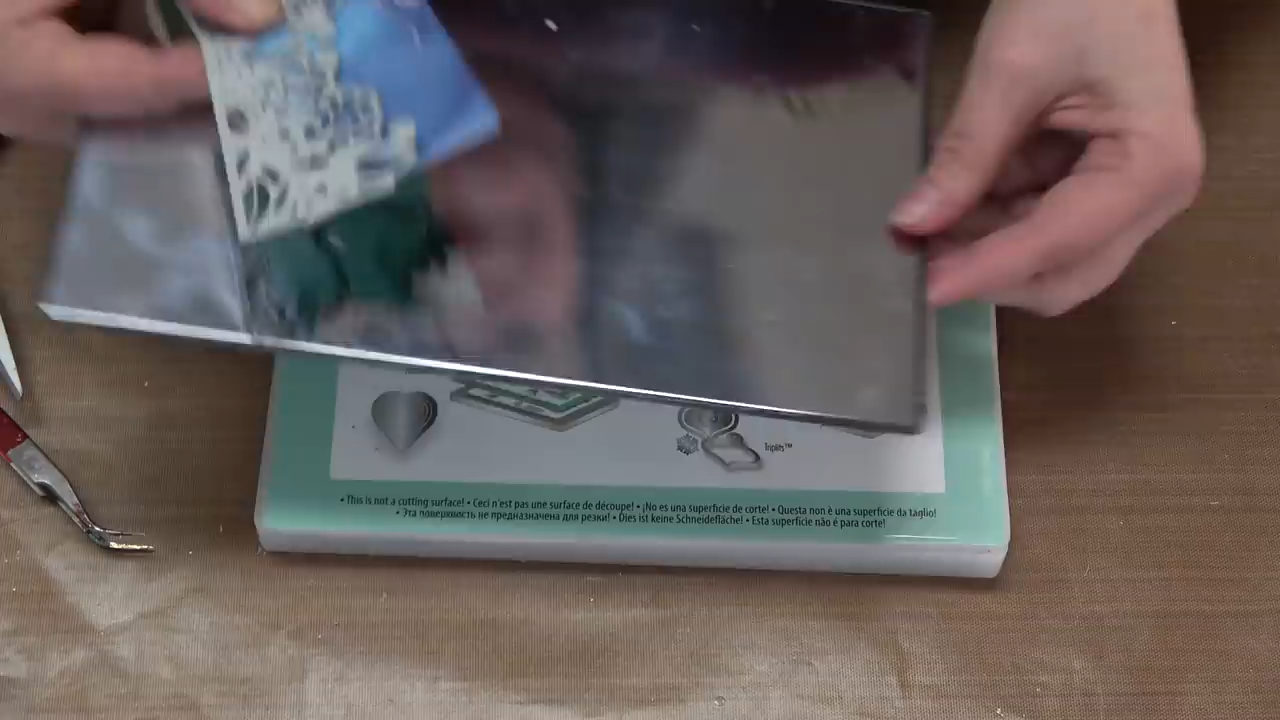 Triplits™
• This is not a cutting surface! • Ceci n'est pas une surface de découpe! • ¡No es una superficie de corte! • Questa non è una superficie da taglio!
• Эта поверхность не предназначена для резки! • Dies ist keine Schneidefläche! • Esta superfície não é para corte!